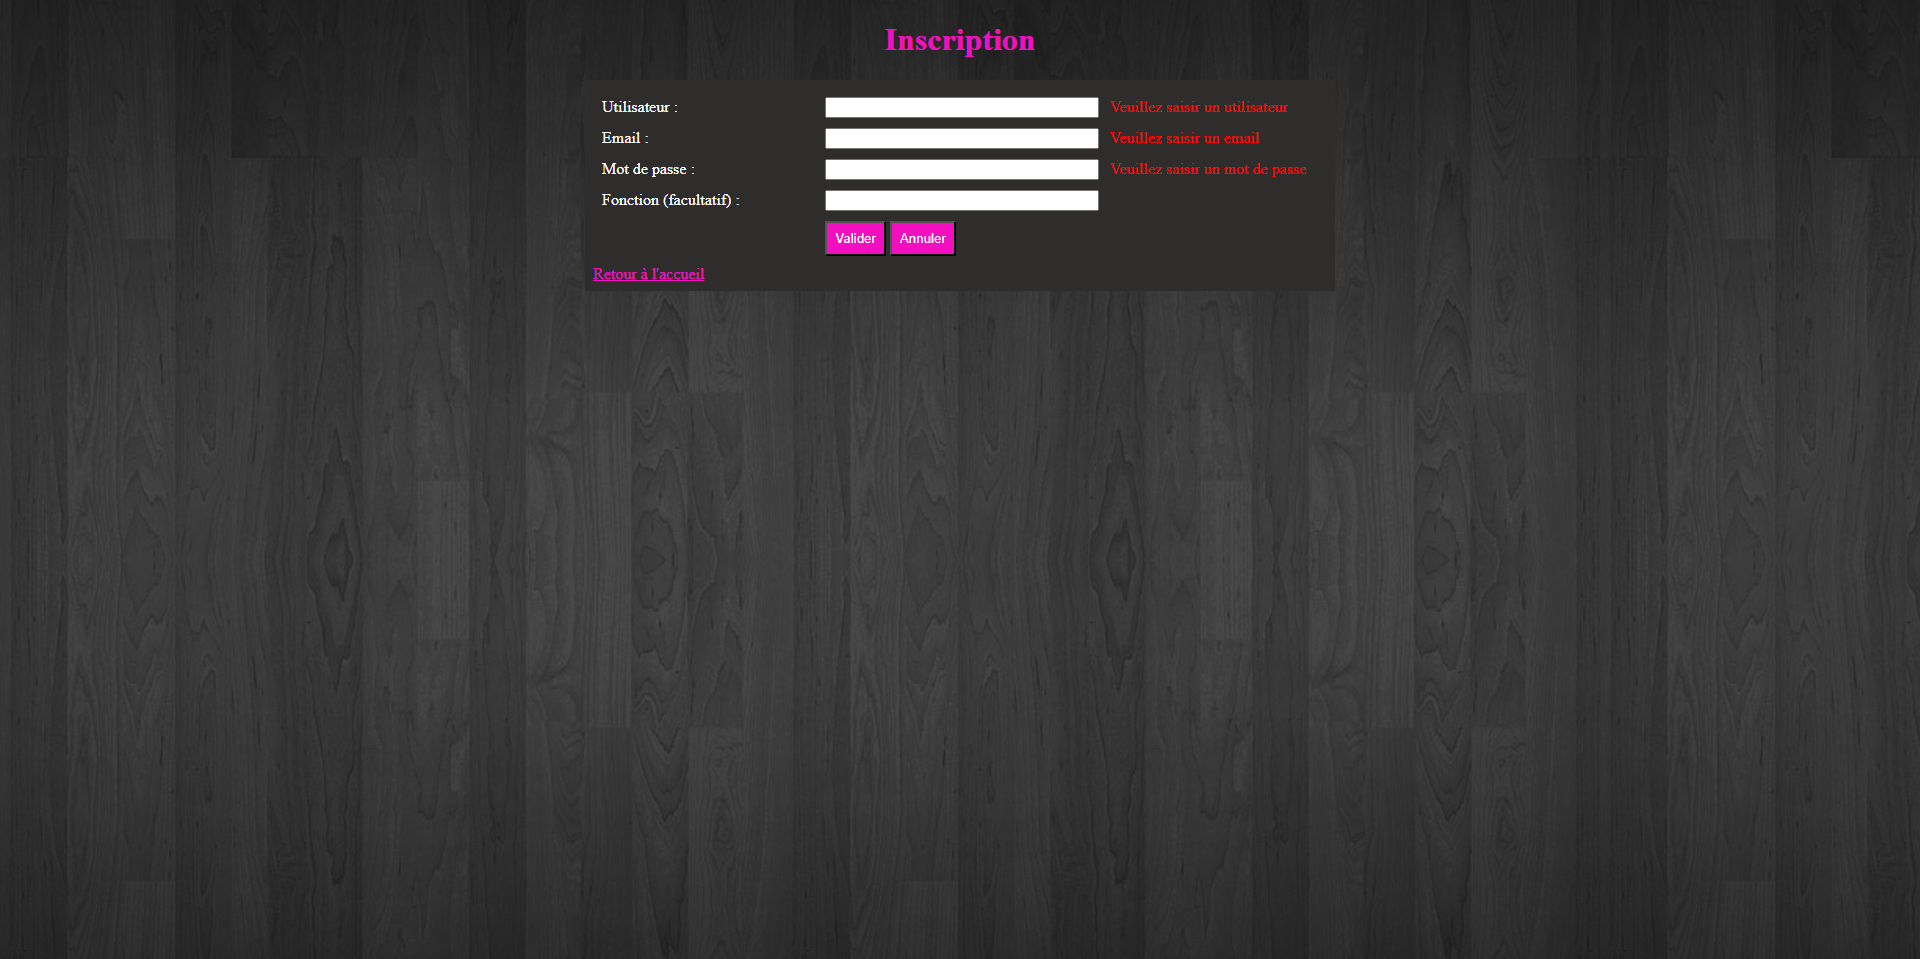 Inscription
Utilisateur : Veuillez saisir un utilisateur
Email : Veuillez saisir un email
Mot de passe : Veuillez saisir un mot de passe
Fonction (facultatif) :
Valider Annuler
Retour à l'accueil